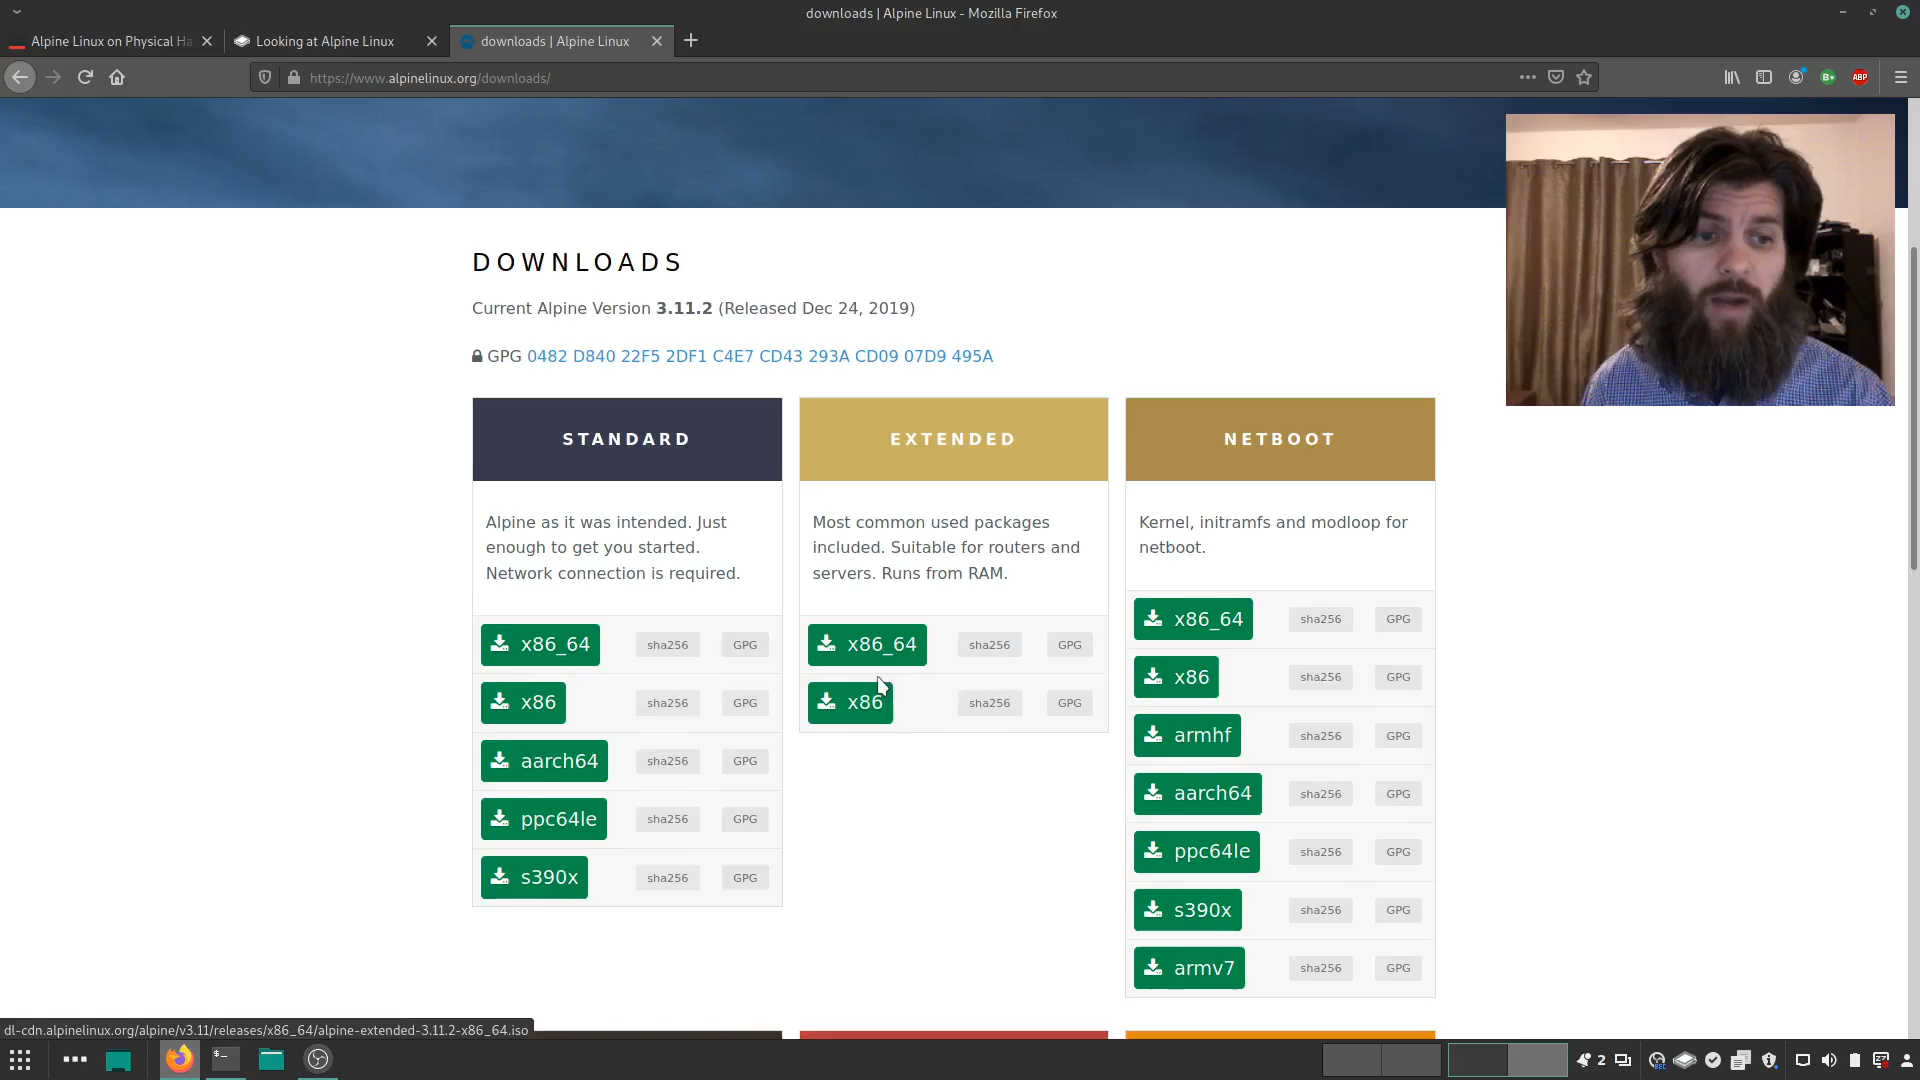 downloads | Alpine Linux - Mozilla Firefox
Alpine Linux on Physical Ha
Looking at Alpine Linux
downloads | Alpine Linux
https://www.alpinelinux.org/downloads/
B+
ABP
DOWNLOADS
Current Alpine Version 3.11.2 (Released Dec 24, 2019)
GPG 0482 D840 22F5 2DF1 C4E7 CD43 293A CD09 07D9 495A
STANDARD
Alpine as it was intended. Just
enough to get you started.
Network connection is required.
x86_64 sha256 GPG
x86 sha256 GPG
aarch64 sha256 GPG
ppc64le sha256 GPG
s390x sha256 GPG
EXTENDED
Most common used packages
included. Suitable for routers and
servers. Runs from RAM.
x86_64 sha256 GPG
x86 sha256 GPG
NETBOOT
Kernel, initramfs and modloop for
netboot.
x86_64 sha256 GPG
x86 sha256 GPG
armhf sha256 GPG
aarch64 sha256 GPG
ppc64le sha256 GPG
s390x sha256 GPG
armv7 sha256 GPG
dl-cdn.alpinelinux.org/alpine/v3.11/releases/x86_64/alpine-extended-3.11.2-x86_64.iso
2
REC